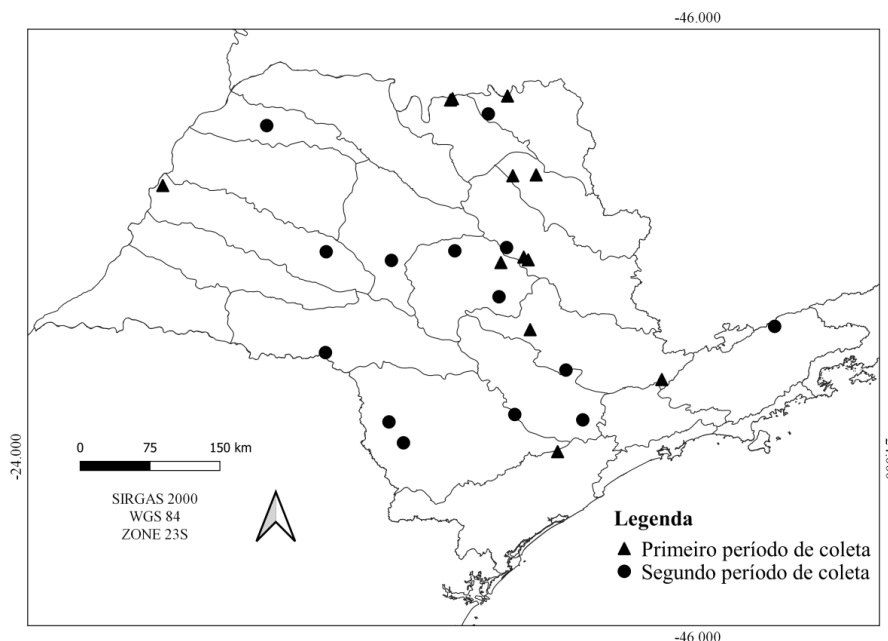 -46.000
-24.000
0 75 150 km
SIRGAS 2000
WGS 84
ZONE 23S
Legenda
Primeiro período de coleta
Segundo período de coleta
-46.000